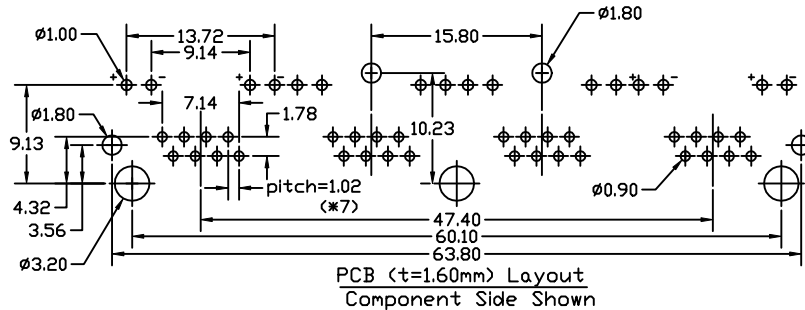 ø1.00
13.72
9.14
15.80
ø1.80
+ - + - + - -
7.14
1.78
ø1.80
9.13
10.23
4.32
3.56
pitch=1.02
(*7)
ø0.90
47.40
60.10
63.80
ø3.20
PCB (t=1.60mm) Layout
Component Side Shown